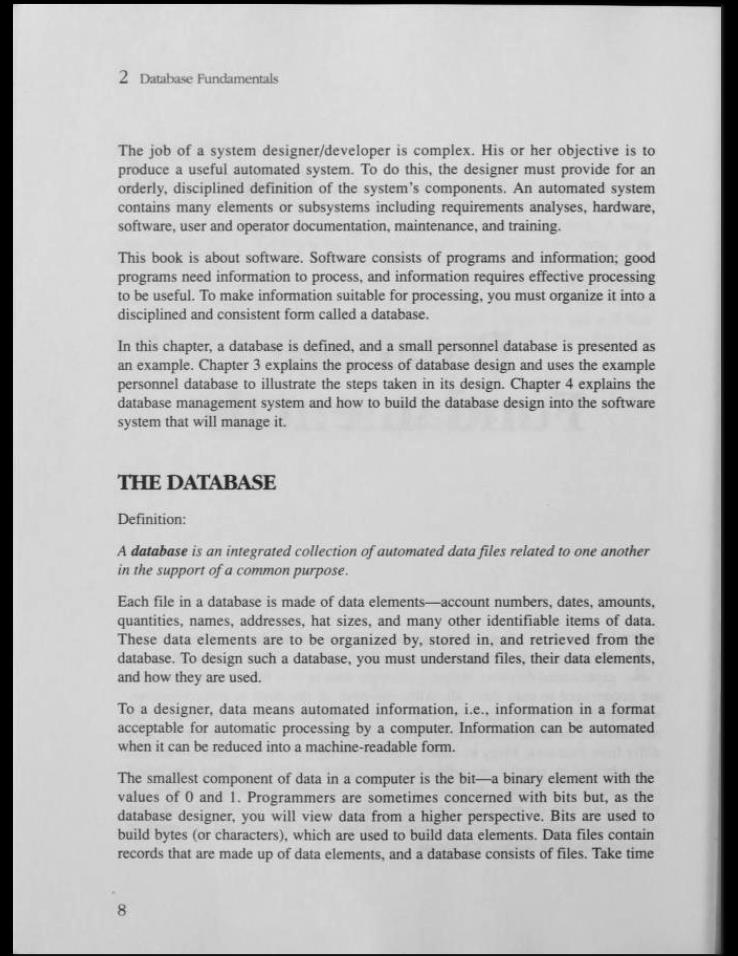 2 Database Fundamentals
The job of a system designer/developer is complex. His or her objective is to
produce a useful automated system. To do this, the designer must provide for an
orderly, disciplined definition of the system's components. An automated system
contains many elements or subsystems including requirements analyses, hardware,
software, user and operator documentation, maintenance, and training.
This book is about software. Software consists of programs and information; good
programs need information to process, and information requires effective processing
to be useful. To make information suitable for processing, you must organize it into a
disciplined and consistent form called a database.
In this chapter, a database is defined, and a small personnel database is presented as
an example. Chapter 3 explains the process of database design and uses the example
personnel database to illustrate the steps taken in its design. Chapter 4 explains the
database management system and how to build the database design into the software
system that will manage it.
THE DATABASE
Definition:
A database is an integrated collection of automated data files related to one another
in the support of a common purpose.
Each file in a database is made of data elements—account numbers, dates, amounts,
quantities, names, addresses, hat sizes, and many other identifiable items of data.
These data elements are to be organized by, stored in, and retrieved from the
database. To design such a database, you must understand files, their data elements,
and how they are used.
To a designer, data means automated information, i.e., information in a format
acceptable for automatic processing by a computer. Information can be automated
when it can be reduced into a machine-readable form.
The smallest component of data in a computer is the bit—a binary element with the
values of 0 and 1. Programmers are sometimes concerned with bits but, as the
database designer, you will view data from a higher perspective. Bits are used to
build bytes (or characters), which are used to build data elements. Data files contain
records that are made up of data elements, and a database consists of files. Take time
8